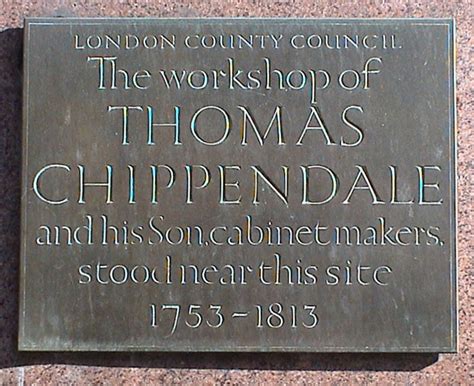 LONDON COUNTY COUNCIL
The workshop of
THOMAS
CHIPPENDALE
and his Son, cabinet makers,
stood near this site
1753-1813